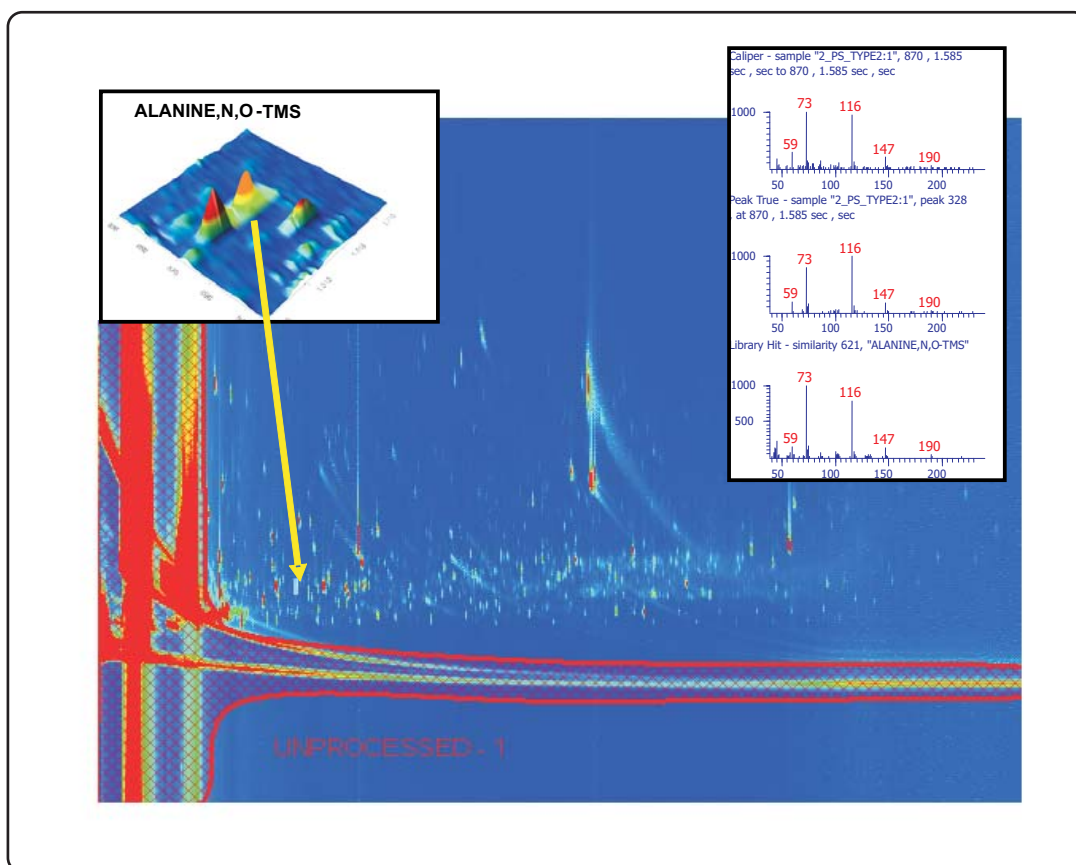 ALANINE,N,O-TMS
Caliper - sample "2_PS_TYPE2:1", 870 , 1.585
sec , sec to 870 , 1.585 sec , sec
1000
73
116
59
147
190
50 100 150 200
Peak True - sample "2_PS_TYPE2:1", peak 328
, at 870 , 1.585 sec , sec
1000
73
116
59
147
190
50 100 150 200
Library Hit - similarity 621, "ALANINE,N,O-TMS"
1000
500
73
116
59
147
190
50 100 150 200
UNPROCESSED - 1